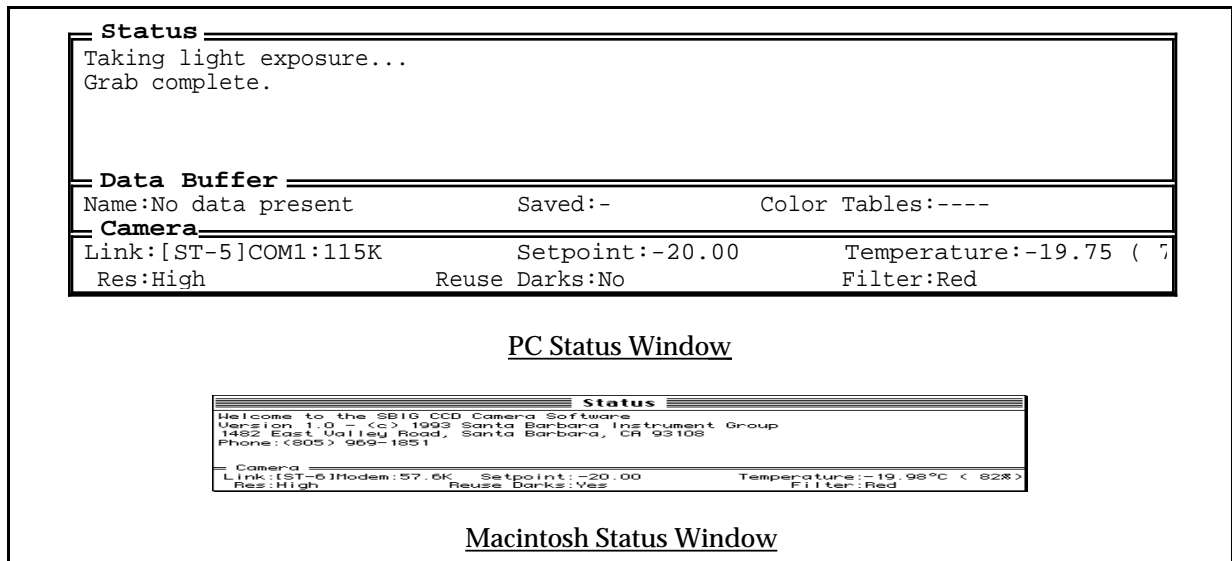 Status
Taking light exposure...
Grab complete.
Data Buffer
Name:No data present Saved:- Color Tables:----
Camera
Link:[ST-5]COM1:115K Setpoint:-20.00 Temperature:-19.75 ( 7
Res:High Reuse Darks:No Filter:Red
PC Status Window
Status
Welcome to the SBIG CCD Camera Software
Version 1.0 - (c) 1993 Santa Barbara Instrument Group
1482 East Valley Road, Santa Barbara, CA 93108
Phone:(805) 969-1851
Camera
Link:[ST-6]Modem:57.6K Setpoint:-20.00 Temperature:-19.98°C ( 82%)
Res:High Reuse Darks:Yes Filter:Red
Macintosh Status Window